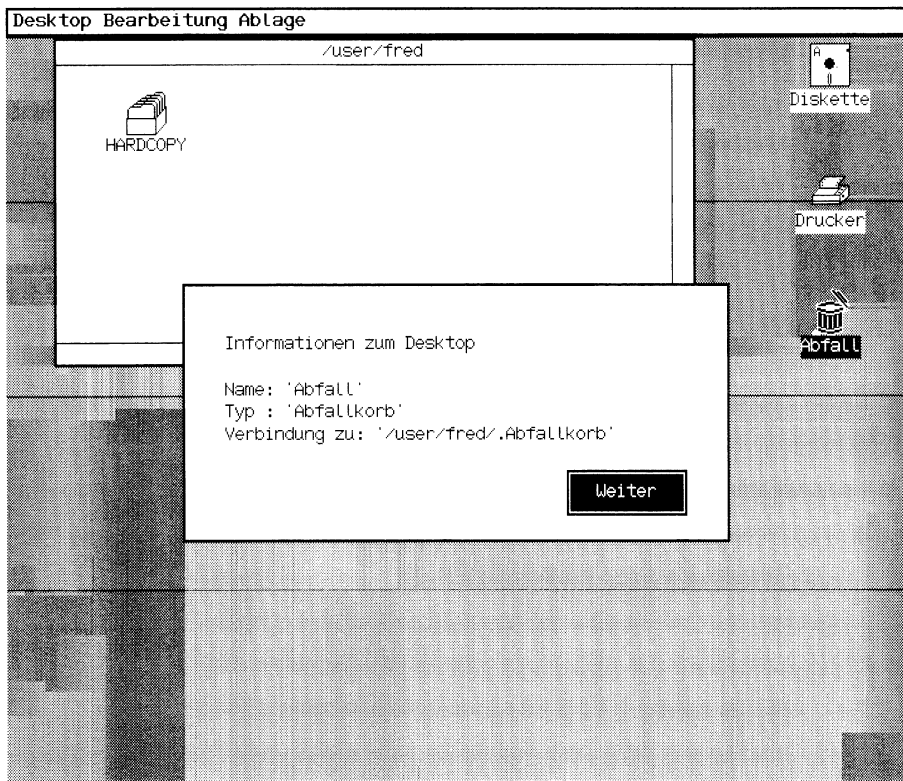 Desktop Bearbeitung Ablage
/user/fred
A
Diskette
HARDCOPY
Drucker
Abfall
Informationen zum Desktop
Name: 'Abfall'
Typ : 'Abfallkorb'
Verbindung zu: '/user/fred/.Abfallkorb'
Weiter